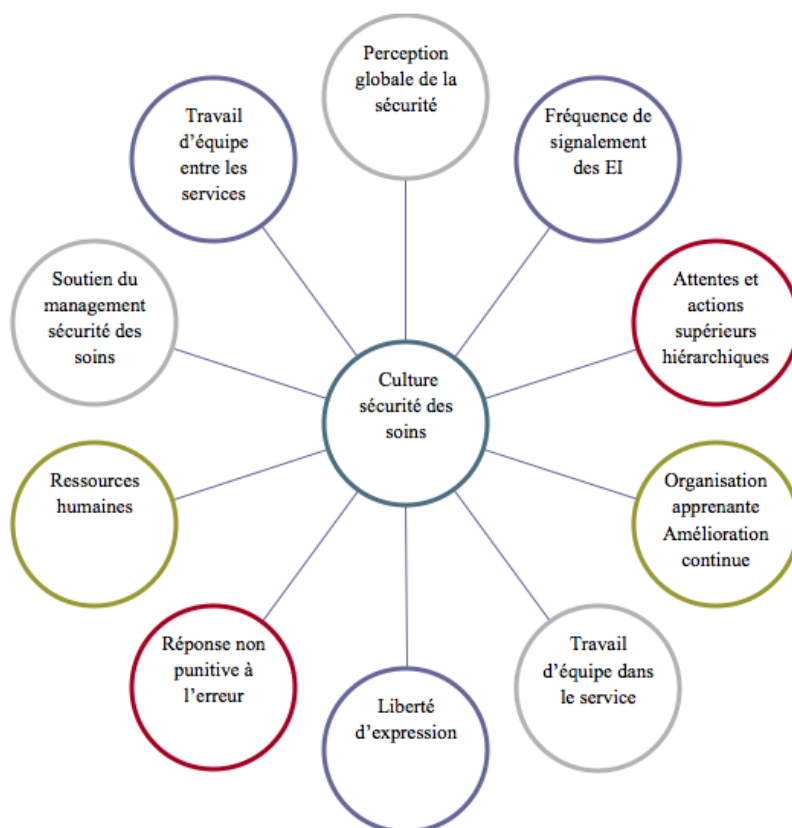 Perception
globale de la
sécurité
Fréquence de
signalement
des EI
Attentes et
actions
supérieurs
hiérarchiques
Organisation
apprenante
Amélioration
continue
Travail
d’équipe dans
le service
Liberté
d’expression
Réponse non
punitive à
l’erreur
Ressources
humaines
Soutien du
management
sécurité des
soins
Travail
d’équipe
entre les
services
Culture
sécurité des
soins